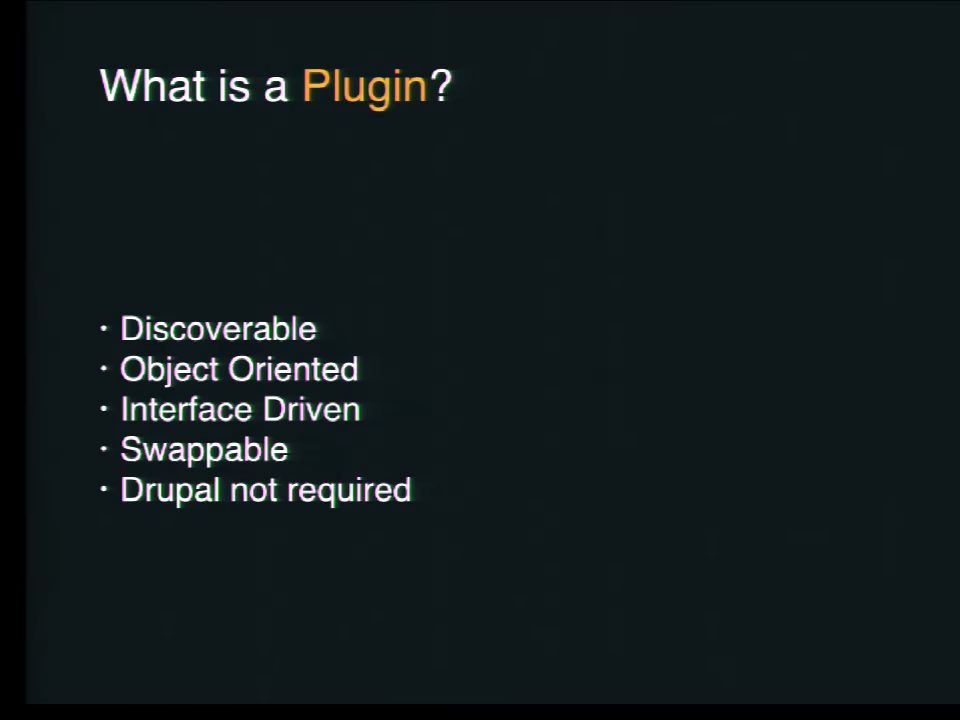 What is a Plugin?
· Discoverable
· Object Oriented
· Interface Driven
· Swappable
· Drupal not required